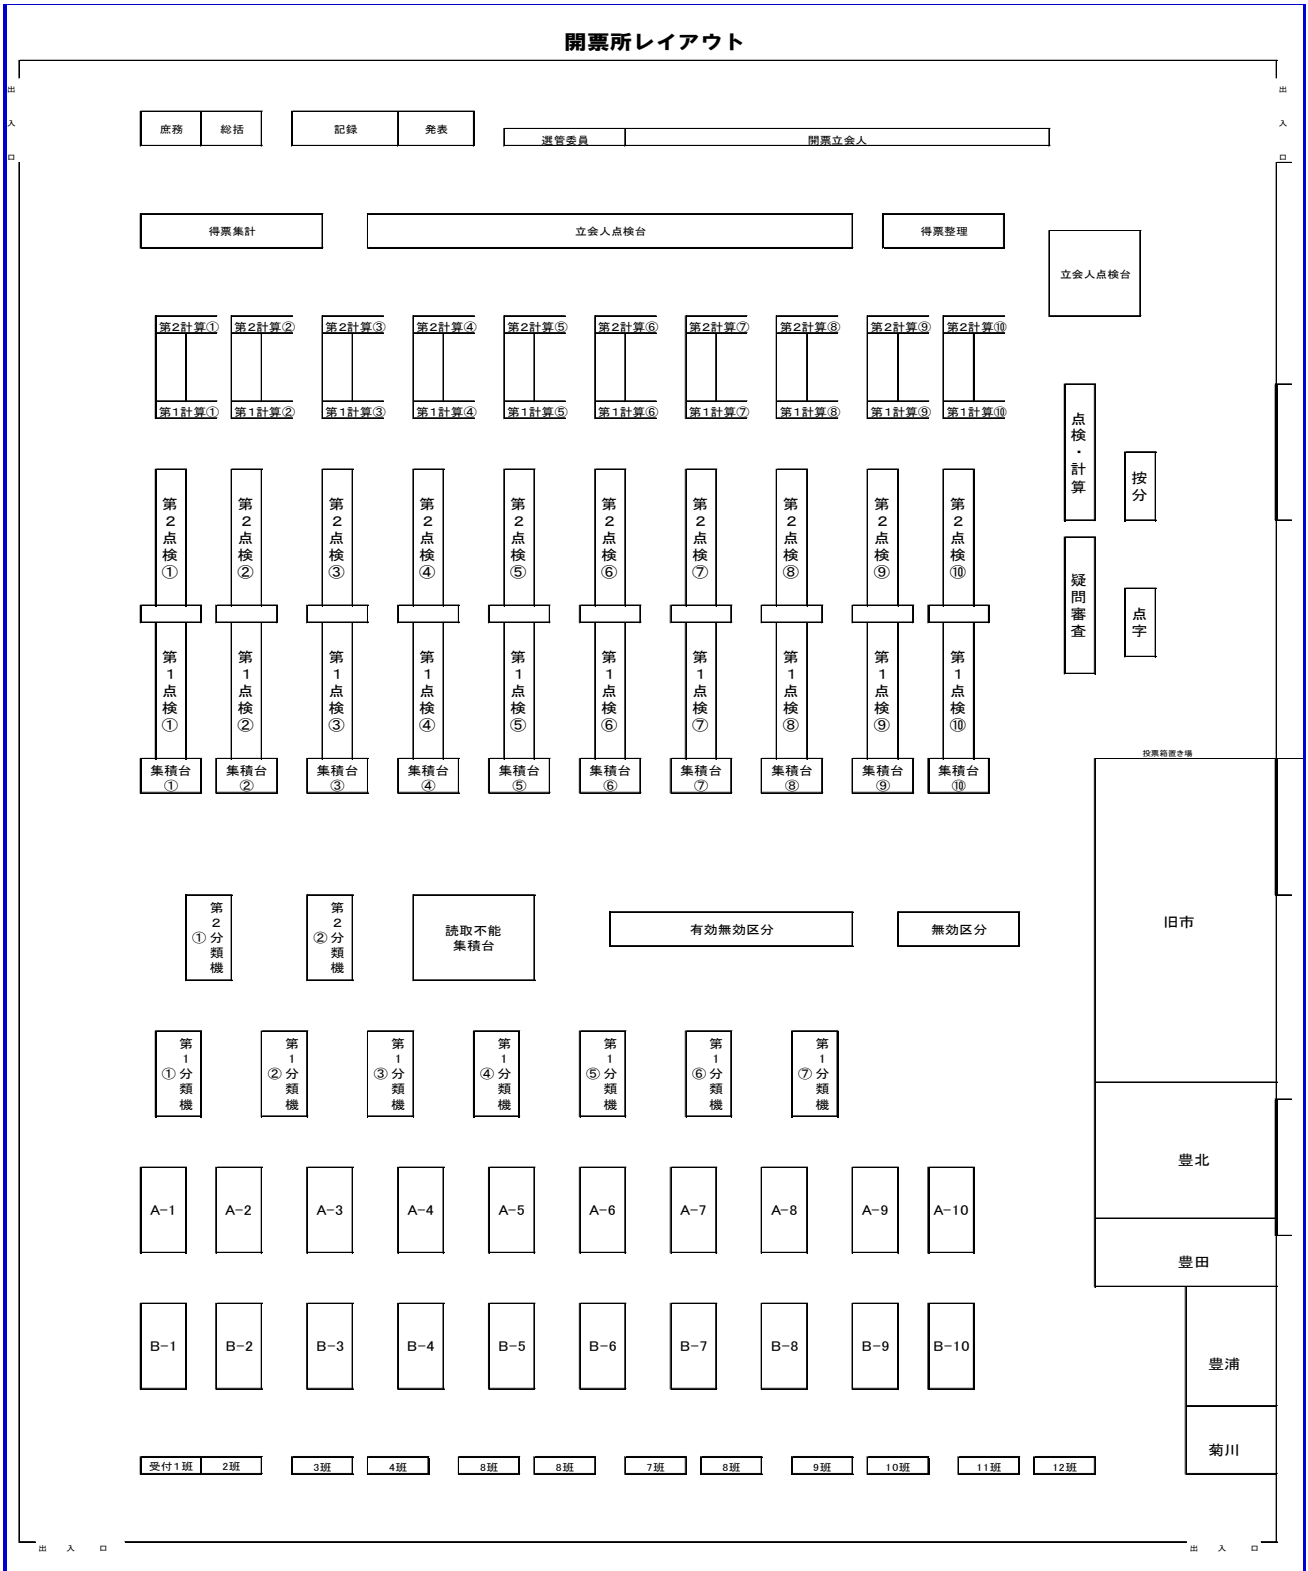 開票所レイアウト
出入口
出入口
庶務 総括 記録 発表 選管委員 開票立会人
得票集計 立会人点検台 得票整理
立会人点検台
第2計算① 第2計算② 第2計算③ 第2計算④ 第2計算⑤ 第2計算⑥ 第2計算⑦ 第2計算⑧ 第2計算⑨ 第2計算⑩
第1計算① 第1計算② 第1計算③ 第1計算④ 第1計算⑤ 第1計算⑥ 第1計算⑦ 第1計算⑧ 第1計算⑨ 第1計算⑩
点検・計算
按分
第2点検① 第2点検② 第2点検③ 第2点検④ 第2点検⑤ 第2点検⑥ 第2点検⑦ 第2点検⑧ 第2点検⑨ 第2点検⑩
疑問審査
点字
第1点検① 第1点検② 第1点検③ 第1点検④ 第1点検⑤ 第1点検⑥ 第1点検⑦ 第1点検⑧ 第1点検⑨ 第1点検⑩
投票箱置き場
集積台① 集積台② 集積台③ 集積台④ 集積台⑤ 集積台⑥ 集積台⑦ 集積台⑧ 集積台⑨ 集積台⑩
第2分類機① 第2分類機② 読取不能集積台 有効無効区分 無効区分
旧市
第1分類機① 第1分類機② 第1分類機③ 第1分類機④ 第1分類機⑤ 第1分類機⑥ 第1分類機⑦
豊北
A-1 A-2 A-3 A-4 A-5 A-6 A-7 A-8 A-9 A-10
豊田
B-1 B-2 B-3 B-4 B-5 B-6 B-7 B-8 B-9 B-10
豊浦
菊川
受付1班 2班 3班 4班 8班 8班 7班 8班 9班 10班 11班 12班
出入口
出入口